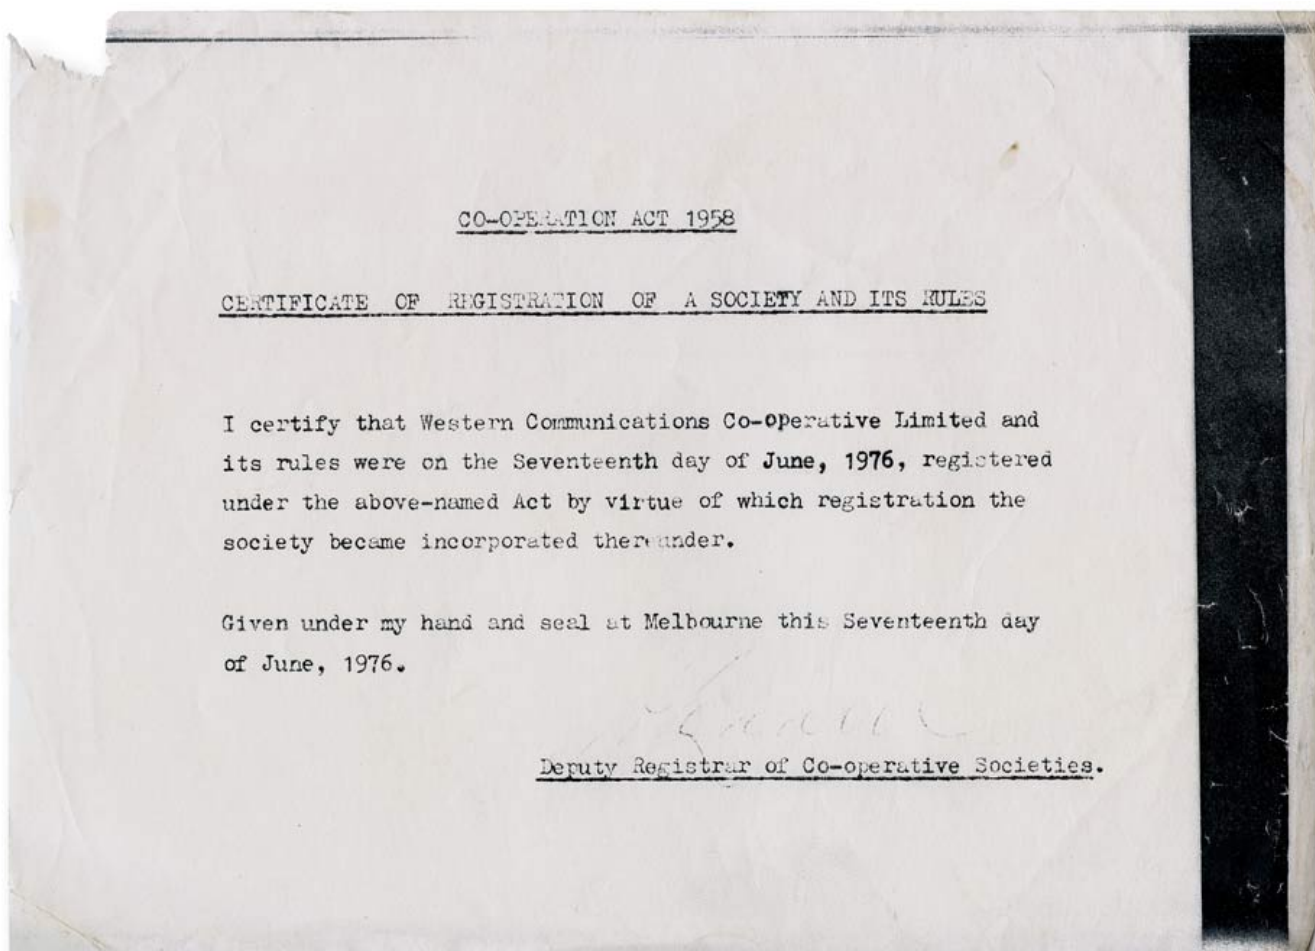 CO-OPERATION ACT 1958
CERTIFICATE OF REGISTRATION OF A SOCIETY AND ITS RULES
I certify that Western Communications Co-operative Limited and
its rules were on the Seventeenth day of June, 1976, registered
under the above-named Act by virtue of which registration the
society became incorporated thereunder.
Given under my hand and seal at Melbourne this Seventeenth day
of June, 1976.
Deputy Registrar of Co-operative Societies.